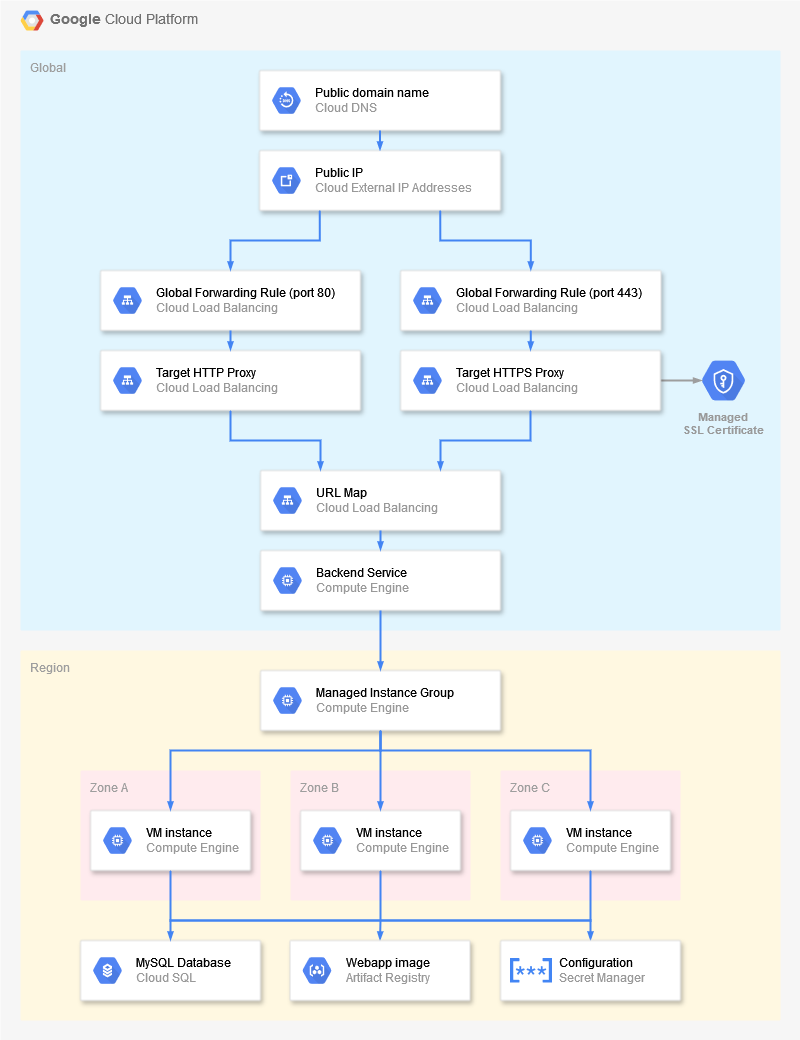 Google Cloud Platform
Global
Public domain name
Cloud DNS
Public IP
Cloud External IP Addresses
Global Forwarding Rule (port 80)
Cloud Load Balancing
Global Forwarding Rule (port 443)
Cloud Load Balancing
Target HTTP Proxy
Cloud Load Balancing
Target HTTPS Proxy
Cloud Load Balancing
Managed
SSL Certificate
URL Map
Cloud Load Balancing
Backend Service
Compute Engine
Region
Managed Instance Group
Compute Engine
Zone A
VM instance
Compute Engine
Zone B
VM instance
Compute Engine
Zone C
VM instance
Compute Engine
MySQL Database
Cloud SQL
Webapp image
Artifact Registry
[***]
Configuration
Secret Manager